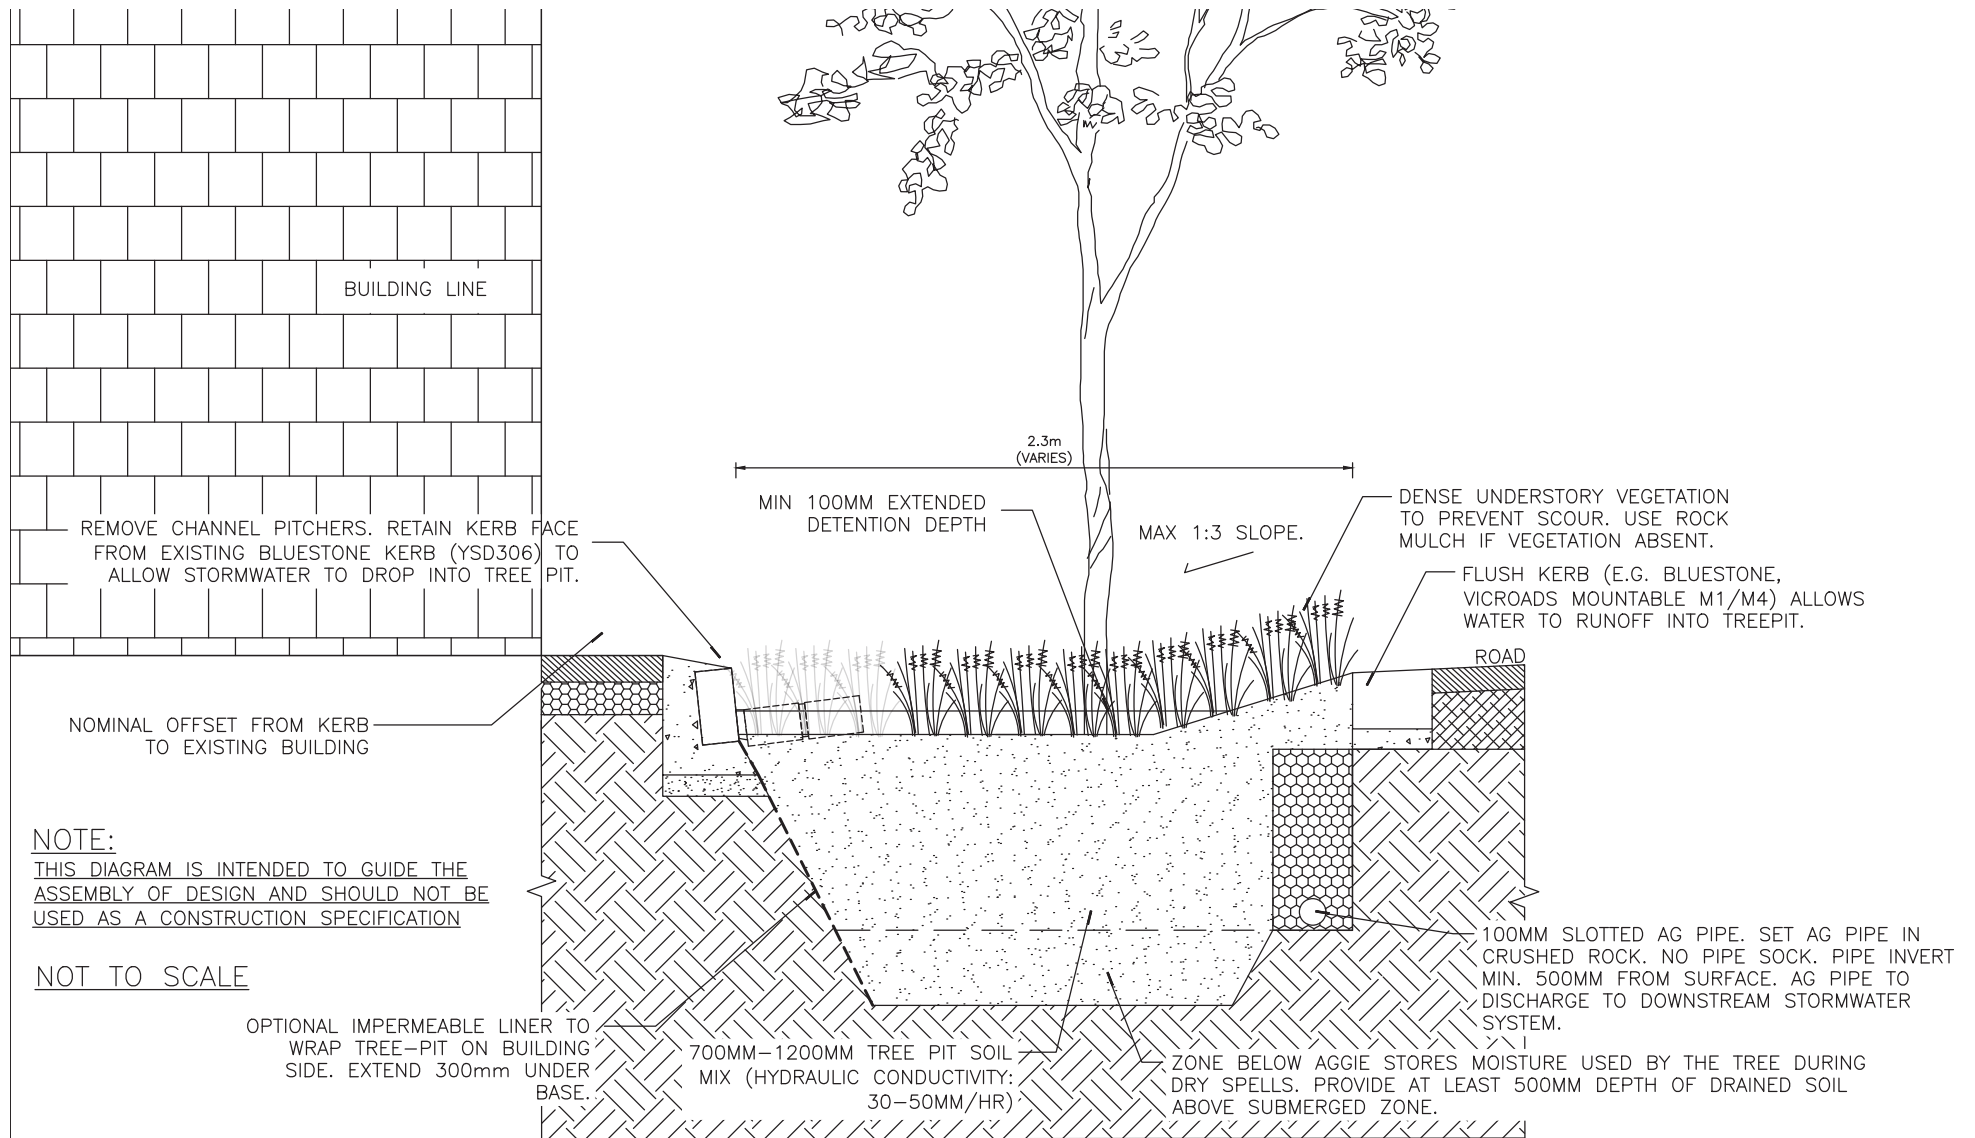 BUILDING LINE
2.3m
(VARIES)
MIN 100MM EXTENDED
DETENTION DEPTH
MAX 1:3 SLOPE.
DENSE UNDERSTORY VEGETATION
TO PREVENT SCOUR. USE ROCK
MULCH IF VEGETATION ABSENT.
REMOVE CHANNEL PITCHERS. RETAIN KERB FACE
FROM EXISTING BLUESTONE KERB (YSD306) TO
ALLOW STORMWATER TO DROP INTO TREE PIT.
FLUSH KERB (E.G. BLUESTONE,
VICROADS MOUNTABLE M1/M4) ALLOWS
WATER TO RUNOFF INTO TREEPIT.
ROAD
NOMINAL OFFSET FROM KERB
TO EXISTING BUILDING
NOTE:
THIS DIAGRAM IS INTENDED TO GUIDE THE
ASSEMBLY OF DESIGN AND SHOULD NOT BE
USED AS A CONSTRUCTION SPECIFICATION
NOT TO SCALE
100MM SLOTTED AG PIPE. SET AG PIPE IN
CRUSHED ROCK. NO PIPE SOCK. PIPE INVERT
MIN. 500MM FROM SURFACE. AG PIPE TO
DISCHARGE TO DOWNSTREAM STORMWATER
SYSTEM.
OPTIONAL IMPERMEABLE LINER TO
WRAP TREE-PIT ON BUILDING
SIDE. EXTEND 300mm UNDER
BASE.
700MM-1200MM TREE PIT SOIL
MIX (HYDRAULIC CONDUCTIVITY:
30-50MM/HR)
ZONE BELOW AGGIE STORES MOISTURE USED BY THE TREE DURING
DRY SPELLS. PROVIDE AT LEAST 500MM DEPTH OF DRAINED SOIL
ABOVE SUBMERGED ZONE.